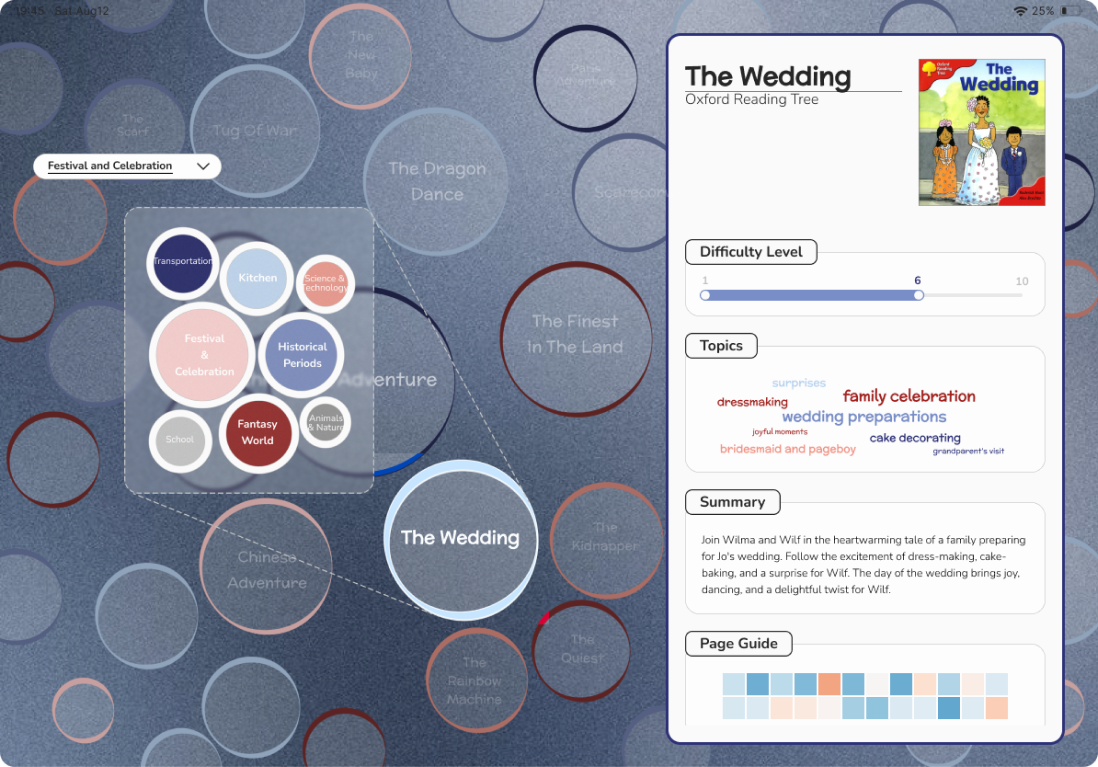 19:45 Sat Aug12
25%
The
New
Baby
The
Scarf
Tug Of War
The Dragon
Dance
Scarecrow
Festival and Celebration
Transportation
Kitchen
Science &
Technology
Festival
&
Celebration
Historical
Periods
School
Fantasy
World
Animals
& Nature
Adventure
The Finest
In The Land
The Wedding
Chinese
Adventure
The
Kidnapper
The
Quest
The
Rainbow
Machine
The Wedding
Oxford Reading Tree
Oxford
Reading
Tree
The
Wedding
Difficulty Level
1
6
10
Topics
surprises
dressmaking
family celebration
wedding preparations
joyful moments
cake decorating
bridesmaid and pageboy
grandparent's visit
Summary
Join Wilma and Wilf in the heartwarming tale of a family preparing
for Jo's wedding. Follow the excitement of dress-making, cake-
baking, and a surprise for Wilf. The day of the wedding brings joy,
dancing, and a delightful twist for Wilf.
Page Guide